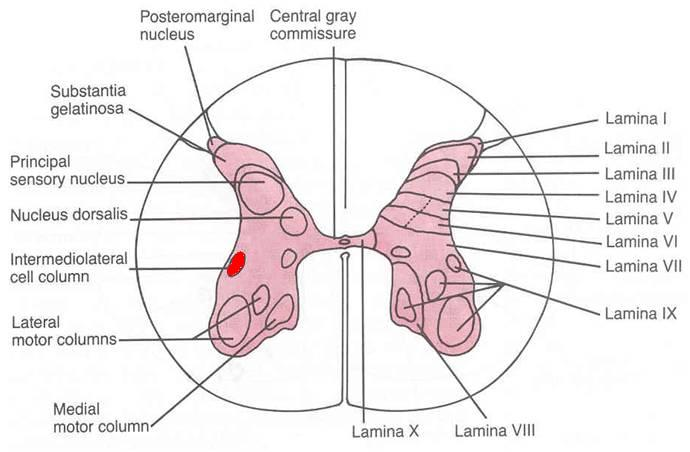 Posteromarginal
nucleus
Central gray
commissure
Substantia
gelatinosa
Principal
sensory nucleus
Nucleus dorsalis
Intermediolateral
cell column
Lateral
motor columns
Medial
motor column
Lamina I
Lamina II
Lamina III
Lamina IV
Lamina V
Lamina VI
Lamina VII
Lamina IX
Lamina X
Lamina VIII